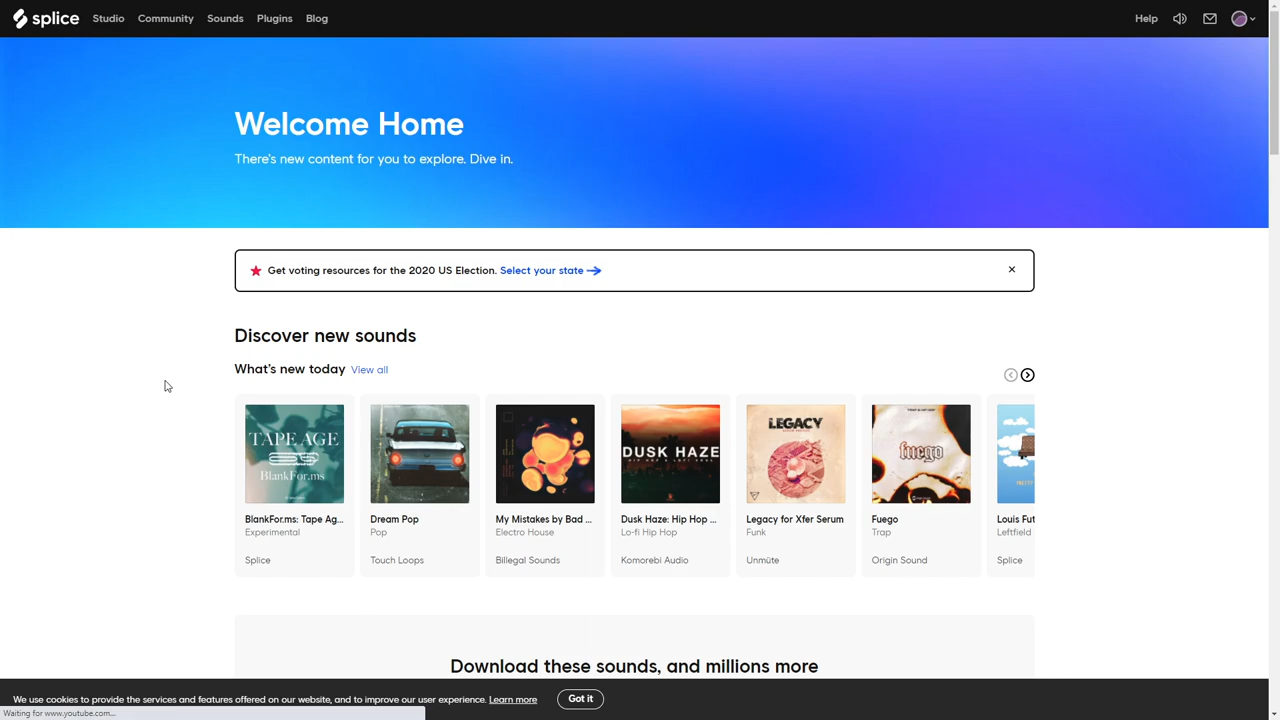 splice Studio Community Sounds Plugins Blog Help
Welcome Home
There's new content for you to explore. Dive in.
Get voting resources for the 2020 US Election. Select your state
Discover new sounds
What's new today View all
TAPE AGE
BlankFor.ms
DUSK HAZE
LEGACY
fuego
BlankFor.ms: Tape Ag...
Experimental
Splice
Dream Pop
Pop
Touch Loops
My Mistakes by Bad ...
Electro House
Billegal Sounds
Dusk Haze: Hip Hop ...
Lo-fi Hip Hop
Komorebi Audio
Legacy for Xfer Serum
Funk
Unmüte
Fuego
Trap
Origin Sound
Louis Fut
Leftfield
Splice
Download these sounds, and millions more
We use cookies to provide the services and features offered on our website, and to improve our user experience. Learn more Got it
Waiting for www.youtube.com...